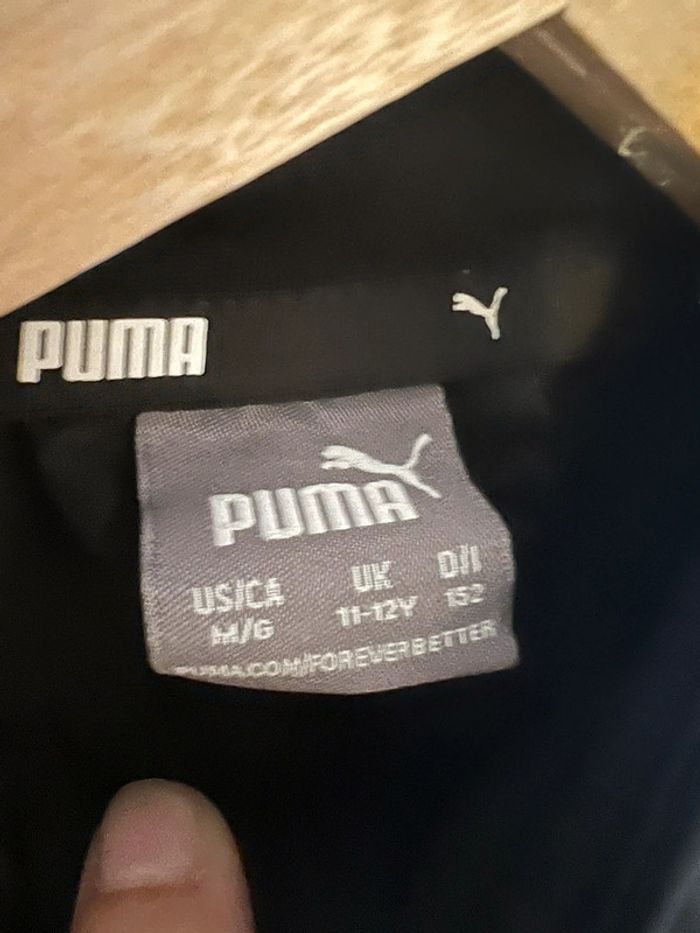 PUMA
PUMA
US/CA UK D/I
M/G 11-12Y 152
PUMA.COM/FOREVERBETTER